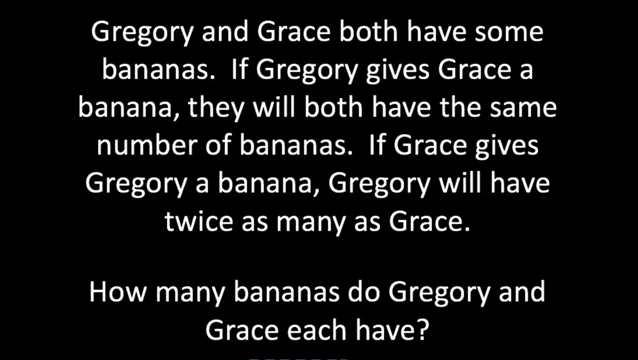 Gregory and Grace both have some
bananas.  If Gregory gives Grace a
banana, they will both have the same
number of bananas.  If Grace gives
Gregory a banana, Gregory will have
twice as many as Grace.
How many bananas do Gregory and
Grace each have?